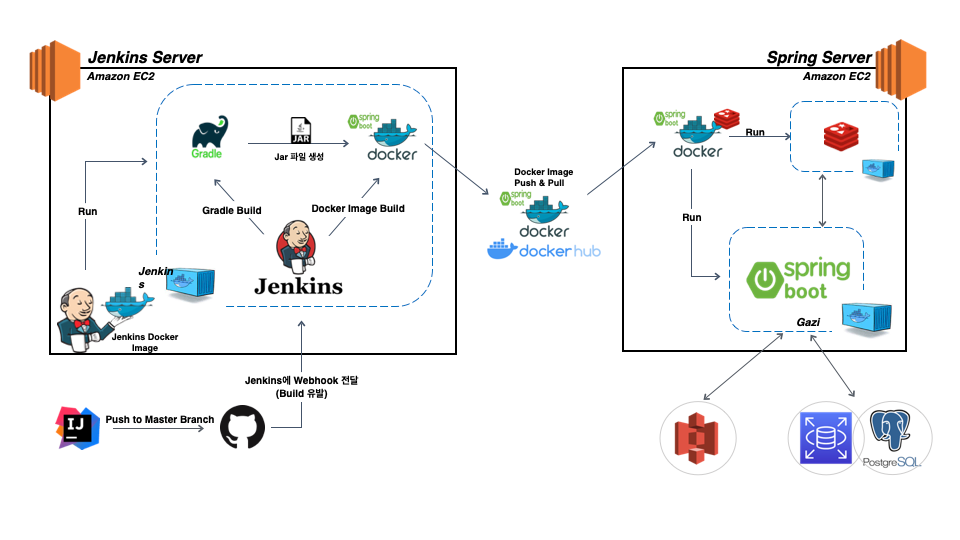 Jenkins Server
Amazon EC2
Spring Server
Amazon EC2
Gradle
JAR
Jar 파일 생성
spring
boot
docker
spring
boot
docker
Run
Docker Image
Push & Pull
spring
boot
docker
docker hub
Run
Gradle Build
Docker Image Build
Jenkins
Run
Jenkin
s
Jenkins Docker
Image
spring
boot
Gazi
Jenkins에 Webhook 전달
(Build 유발)
IJ
Push to Master Branch
PostgreSQL